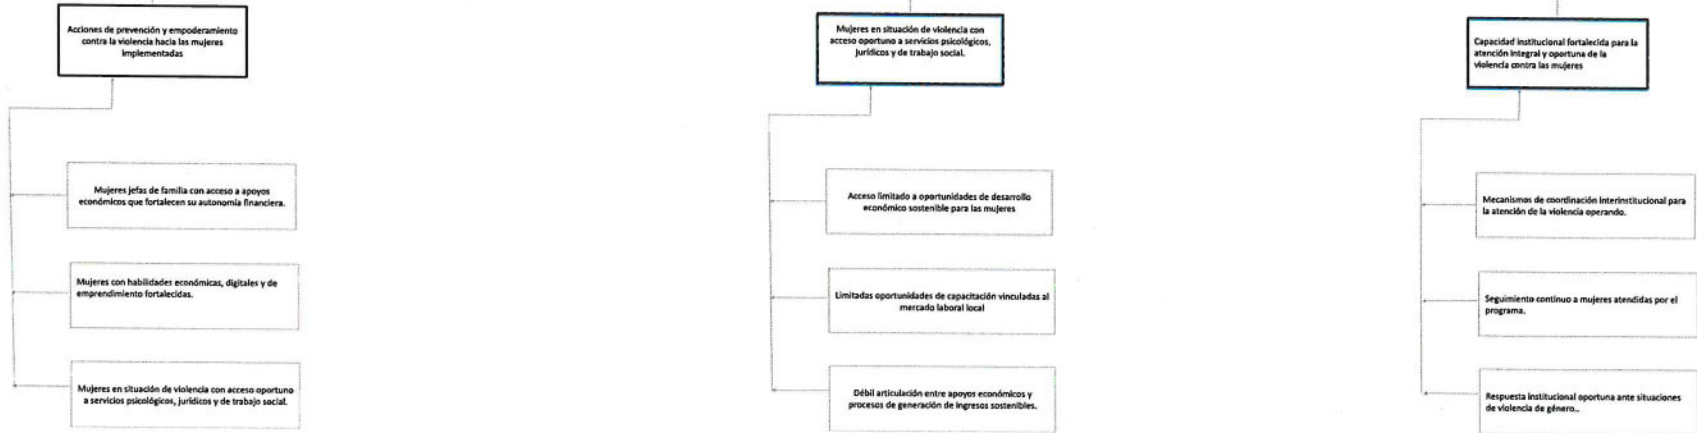 Acciones de prevención y empoderamiento
contra la violencia hacia las mujeres
implementadas
Mujeres en situación de violencia con
acceso oportuno a servicios psicológicos,
jurídicos y de trabajo social.
Capacidad institucional fortalecida para la
atención integral y oportuna de la
violencia contra las mujeres
Mujeres jefas de familia con acceso a apoyos
económicos que fortalecen su autonomía financiera.
Acceso limitado a oportunidades de desarrollo
económico sostenible para las mujeres
Mecanismos de coordinación interinstitucional para
la atención de la violencia operando.
Mujeres con habilidades económicas, digitales y de
emprendimiento fortalecidas.
Limitadas oportunidades de capacitación vinculadas al
mercado laboral local
Seguimiento continuo a mujeres atendidas por el
programa.
Mujeres en situación de violencia con acceso oportuno
a servicios psicológicos, jurídicos y de trabajo social.
Débil articulación entre apoyos económicos y
procesos de generación de ingresos sostenibles.
Respuesta institucional oportuna ante situaciones
de violencia de género..